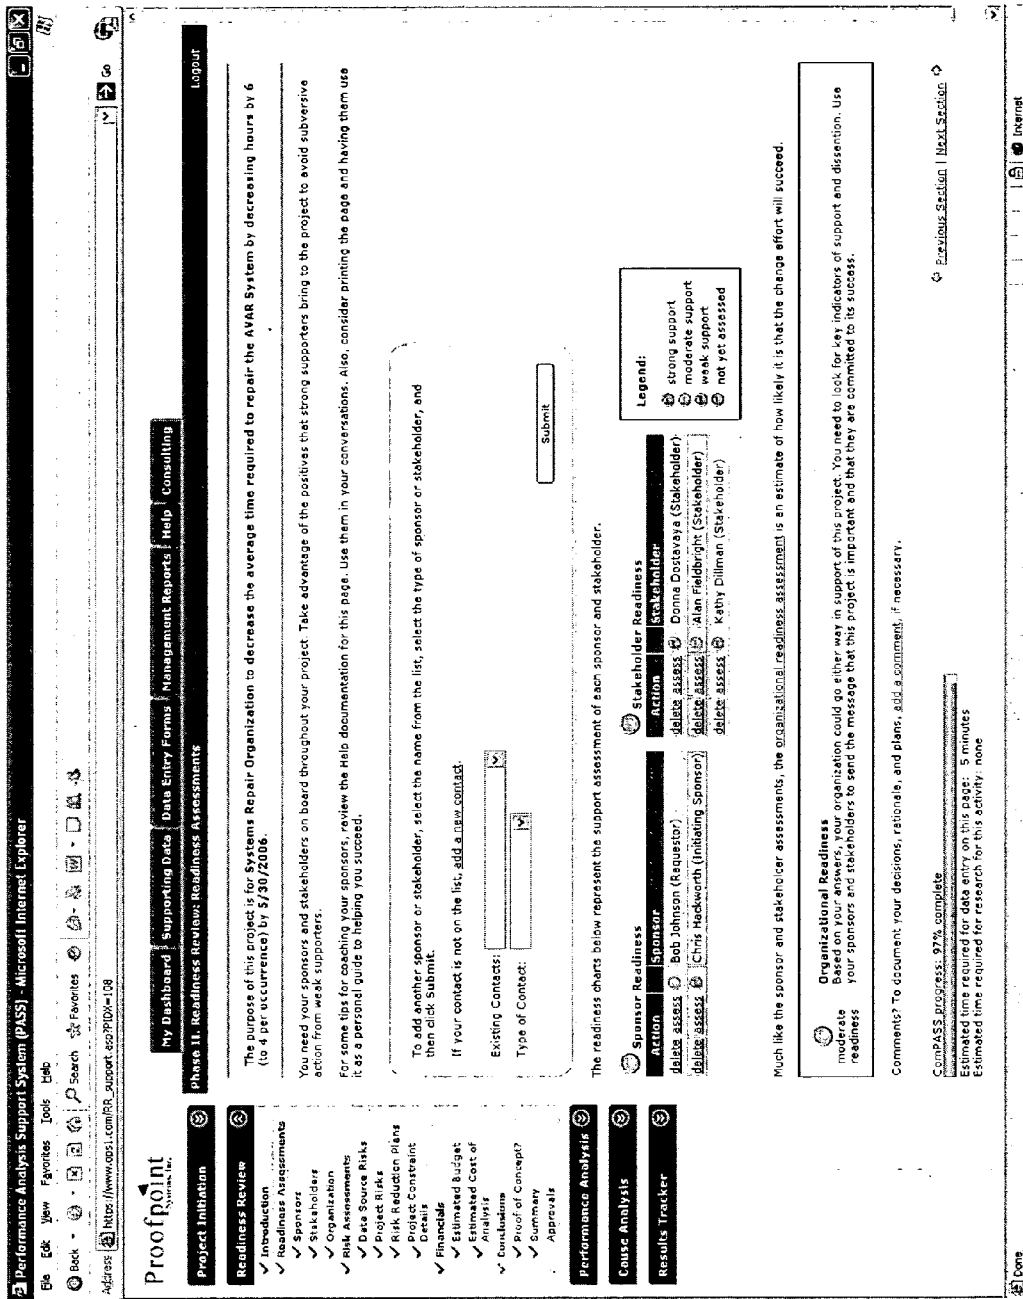 Performance Analysis Support System (PASS) - Microsoft Internet Explorer
File Edit View Favorites Tools Help
Back Search Favorites
Address https://www.opsi.com/RR_support.asp?PIDX=108 Go
Proofpoint
Systems, Inc.
My Dashboard Supporting Data Data Entry Forms Management Reports Help Consulting
Phase II. Readiness Review: Readiness Assessments Logout
Project Initiation
Readiness Review
✓ Introduction
✓ Readiness Assessments
✓ Sponsors
✓ Stakeholders
✓ Organization
✓ Risk Assessments
✓ Data Source Risks
✓ Project Risks
✓ Risk Reduction Plans
✓ Project Constraint
Details
✓ Financials
✓ Estimated Budget
✓ Estimated Cost of
Analysis
✓ Conclusions
✓ Proof of Concept?
✓ Summary
Approvals
Performance Analysis
Cause Analysis
Results Tracker
The purpose of this project is for Systems Repair Organization to decrease the average time required to repair the AVAR System by decreasing hours by 6
(to 4 per occurrence) by 5/30/2006.
You need your sponsors and stakeholders on board throughout your project. Take advantage of the positives that strong supporters bring to the project to avoid subversive
action from weak supporters.
For some tips for coaching your sponsors, review the Help documentation for this page. Use them in your conversations. Also, consider printing the page and having them use
it as a personal guide to helping you succeed.
To add another sponsor or stakeholder, select the name from the list, select the type of sponsor or stakeholder, and
then click Submit.
If your contact is not on the list, add a new contact.
Existing Contacts:
Type of Contact:
Submit
The readiness charts below represent the support assessment of each sponsor and stakeholder.
Sponsor Readiness
Action Sponsor
delete assess Bob Johnson (Requestor)
delete assess Chris Hackworth (Initiating Sponsor)
Stakeholder Readiness
Action Stakeholder
delete assess Donna Dostavaya (Stakeholder)
delete assess Alan Fieldbright (Stakeholder)
delete assess Kathy Dillman (Stakeholder)
Legend:
strong support
moderate support
weak support
not yet assessed
Much like the sponsor and stakeholder assessments, the organizational readiness assessment is an estimate of how likely it is that the change effort will succeed.
moderate
readiness
Organizational Readiness
Based on your answers, your organization could go either way in support of this project. You need to look for key indicators of support and dissention. Use
your sponsors and stakeholders to send the message that this project is important and that they are committed to its success.
Comments? To document your decisions, rationale, and plans, add a comment, if necessary.
Previous Section | Next Section
ComPASS progress: 97% complete
Estimated time required for data entry on this page: 5 minutes
Estimated time required for research for this activity: none
Done Internet